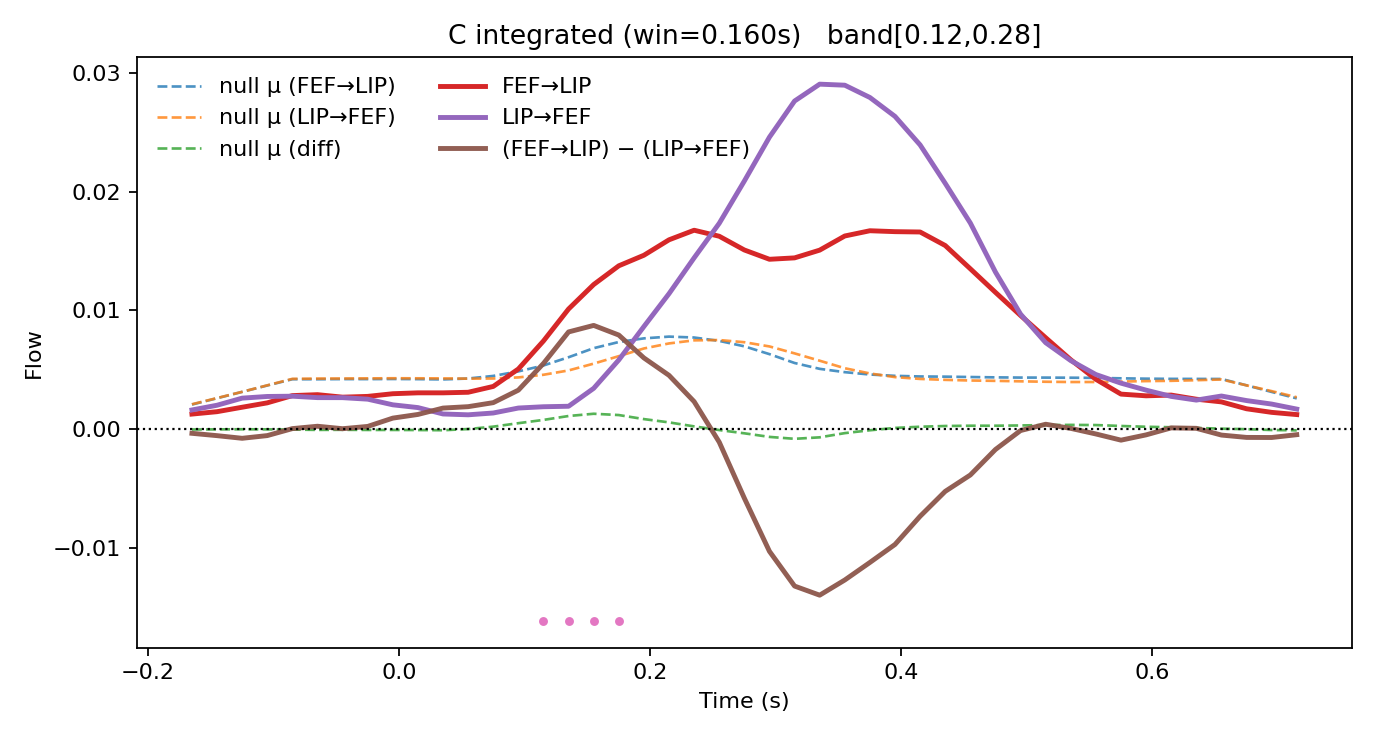 C integrated (win=0.160s)   band[0.12,0.28]
null μ (FEF→LIP)
null μ (LIP→FEF)
null μ (diff)
FEF→LIP
LIP→FEF
(FEF→LIP) − (LIP→FEF)
Flow
0.03
0.02
0.01
0.00
−0.01
−0.2
0.0
0.2
0.4
0.6
Time (s)